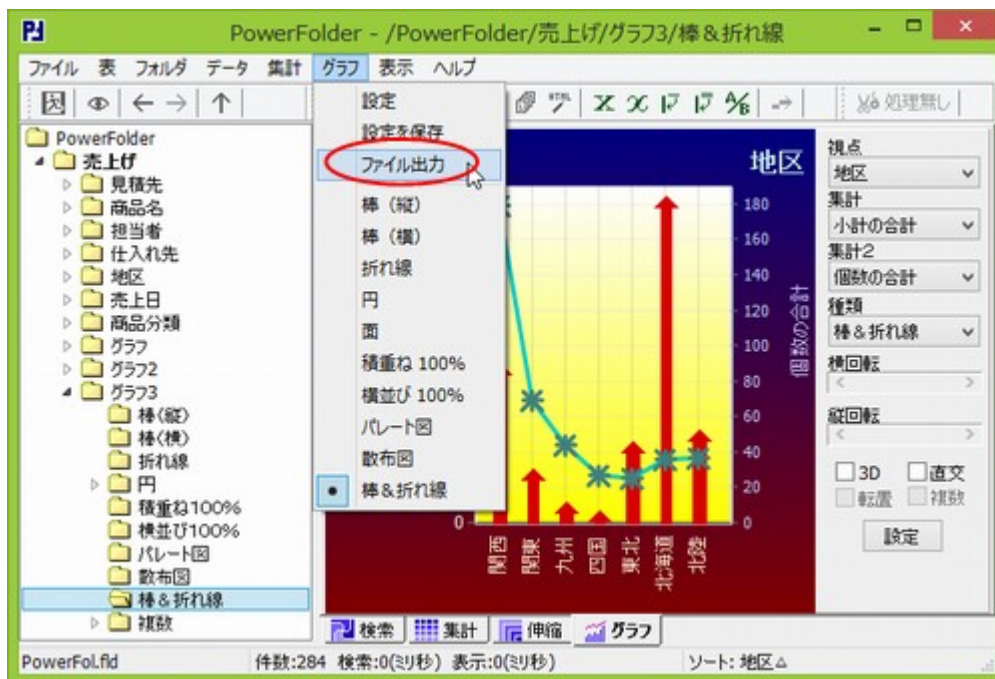 PowerFolder - /PowerFolder/売上げ/グラフ3/棒＆折れ線
ファイル 表 フォルダ データ 集計 グラフ 表示 ヘルプ
処理無し
PowerFolder
売上げ
見積先
商品名
担当者
仕入れ先
地区
売上日
商品分類
グラフ
グラフ2
グラフ3
棒(縦)
棒(横)
折れ線
円
積重ね100%
横並び100%
パレート図
散布図
棒＆折れ線
複数
設定
設定を保存
ファイル出力
棒（縦）
棒（横）
折れ線
円
面
積重ね 100%
横並び 100%
パレート図
散布図
棒＆折れ線
地区
180
160
140
120
100
80
60
40
20
0
個数の合計
0
関西
関東
九州
四国
東北
北海道
北陸
視点
地区
集計
小計の合計
集計2
個数の合計
種類
棒＆折れ線
横回転
縦回転
3D 直交
転置 複数
設定
検索 集計 伸縮 グラフ
PowerFol.fld 件数:284 検索:0(ミリ秒) 表示:0(ミリ秒) ソート: 地区△